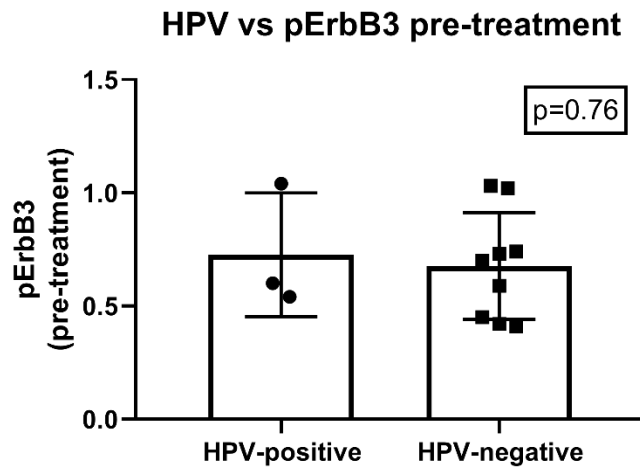 HPV vs pErbB3 pre-treatment
p=0.76
pErbB3
(pre-treatment)
1.5
1.0
0.5
0.0
HPV-positive
HPV-negative